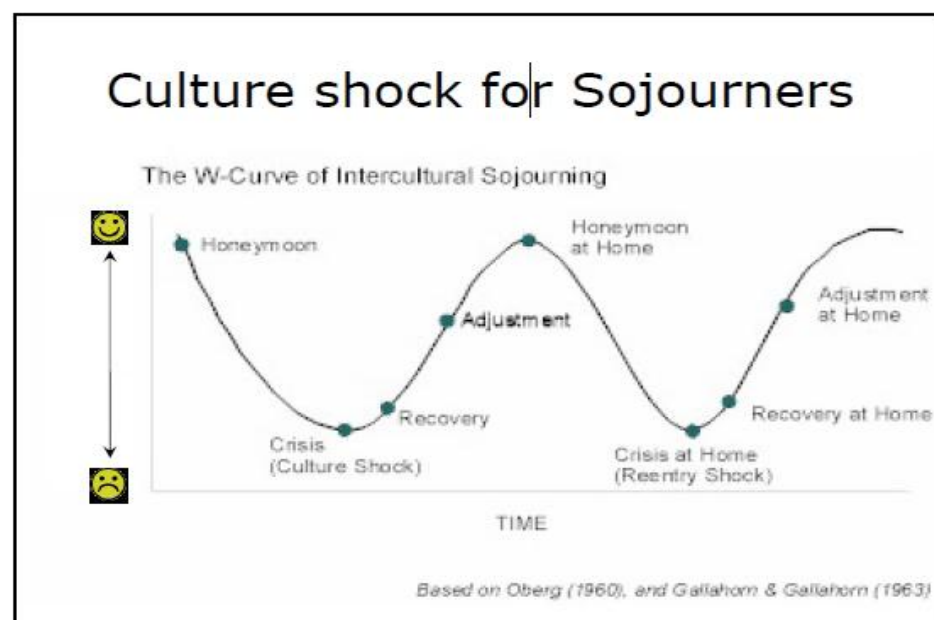 Culture shock for Sojourners
The W-Curve of Intercultural Sojourning
Honeymoon
Honeymoon
at Home
Adjustment
Adjustment
at Home
Recovery
Recovery at Home
Crisis
(Culture Shock)
Crisis at Home
(Reentry Shock)
TIME
Based on Oberg (1960), and Gallahorn & Gallahorn (1963)